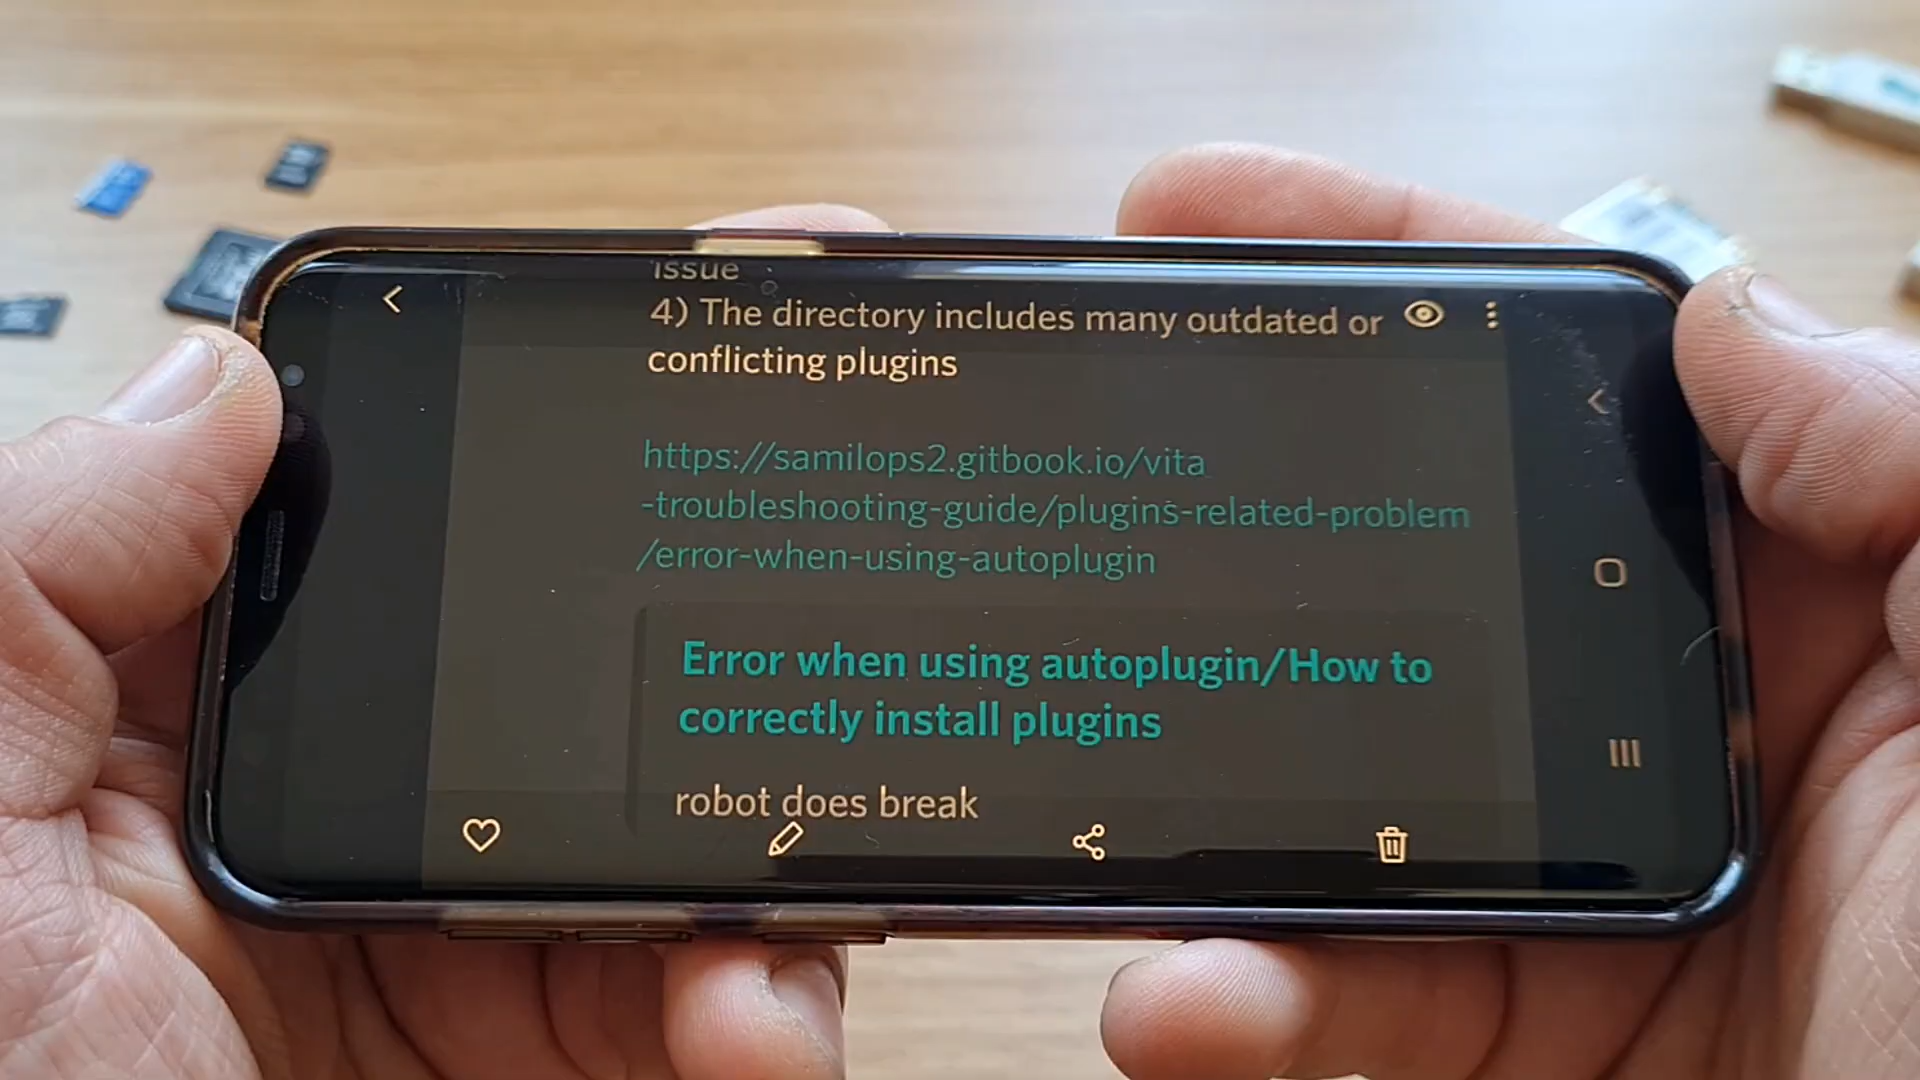 issue
4) The directory includes many outdated or
conflicting plugins
https://samilops2.gitbook.io/vita
-troubleshooting-guide/plugins-related-problem
/error-when-using-autoplugin
Error when using autoplugin/How to
correctly install plugins
robot does break